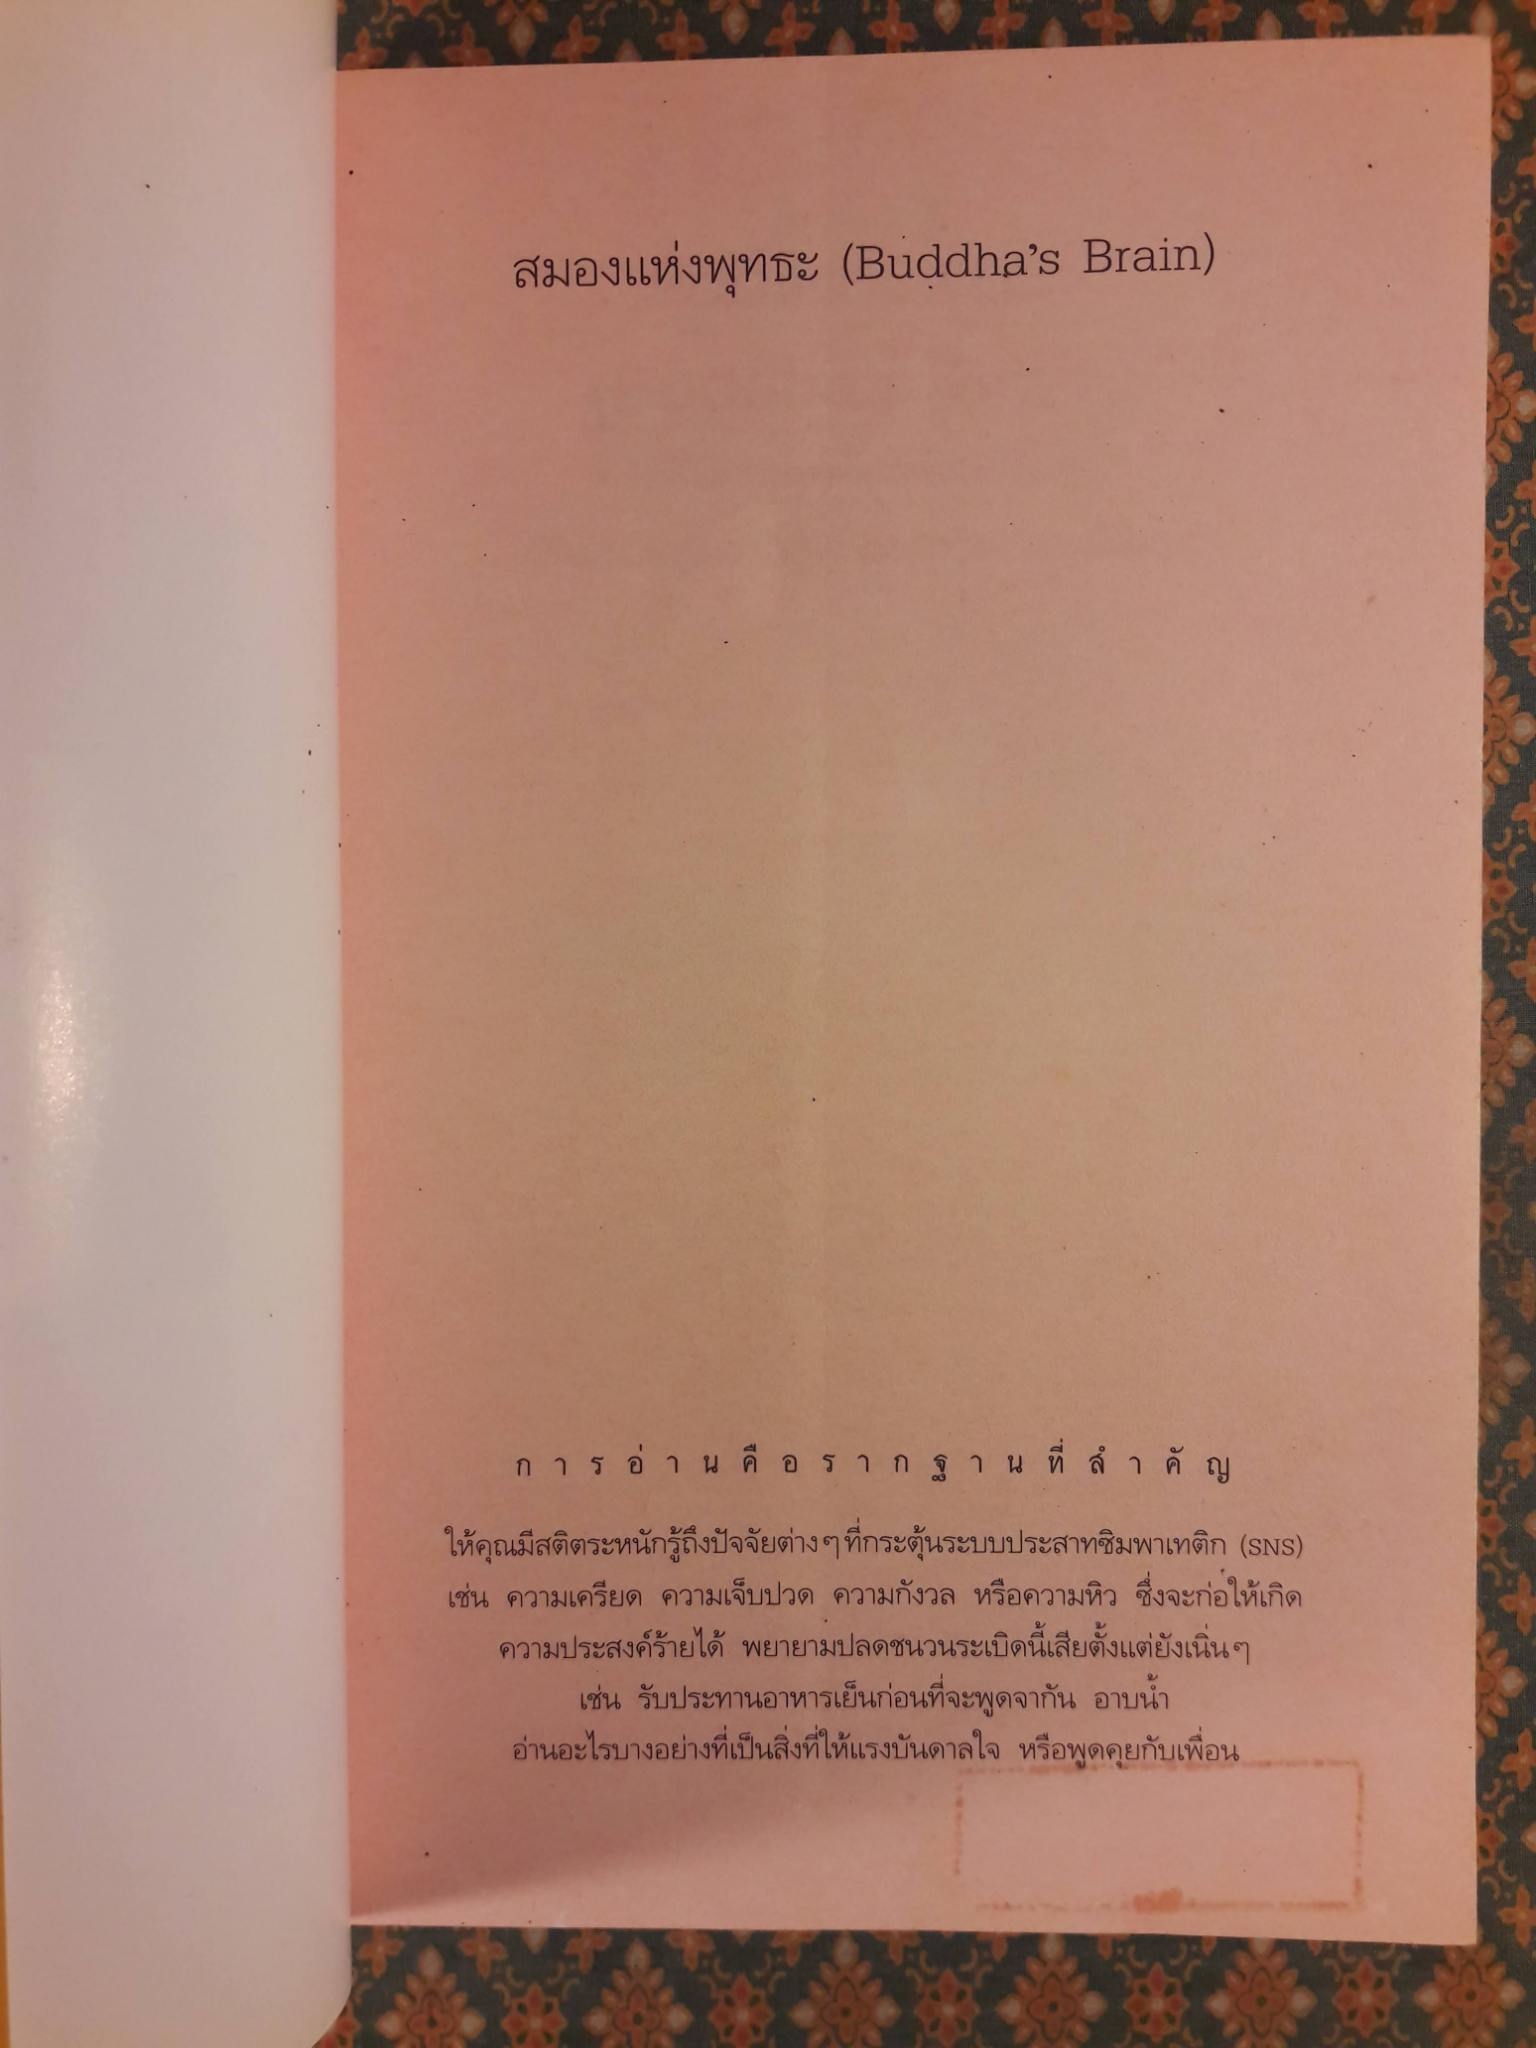 สมองแห่งพุทธะ (Buddha's Brain)
การอ่านคือรากฐานที่สำคัญ
ให้คุณมีสติตระหนักรู้ถึงปัจจัยต่างๆ ที่กระตุ้นระบบประสาทซิมพาเทติก (SNS)
เช่น ความเครียด ความเจ็บปวด ความกังวล หรือความหิว ซึ่งจะก่อให้เกิด
ความประสงค์ร้ายได้ พยายามปลดชนวนระเบิดนี้เสียตั้งแต่ยังเนิ่นๆ
เช่น รับประทานอาหารเย็นก่อนที่จะพูดจากัน อาบน้ำ
อ่านอะไรบางอย่างที่เป็นสิ่งที่ให้แรงบันดาลใจ หรือพูดคุยกับเพื่อน